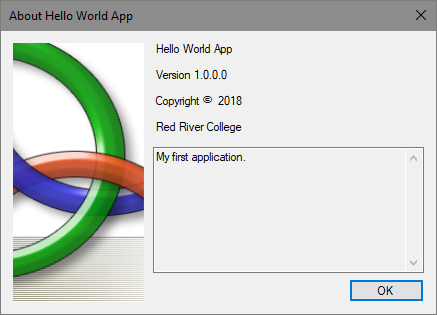 About Hello World App
Hello World App
Version 1.0.0.0
Copyright © 2018
Red River College
My first application.
OK